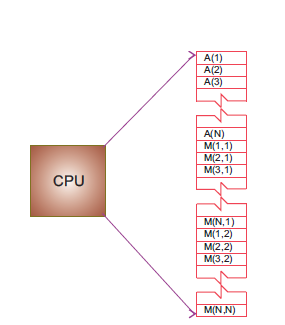 A(1)
A(2)
A(3)
A(N)
M(1,1)
M(2,1)
M(3,1)
CPU
M(N,1)
M(1,2)
M(2,2)
M(3,2)
M(N,N)